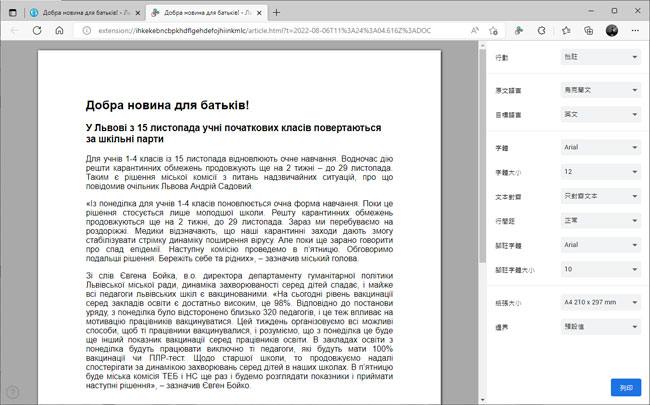 Добра новина для батьків! - Ль
Добра новина для батьків! - Ль
extension://ihkekebncbpkhdflgehdefojhiinkmlc/article.html?t=2022-08-06T11%3A24%3A04.616Z%3ADOC
Добра новина для батьків!
У Львові з 15 листопада учні початкових класів повертаються
за шкільні парти
Для учнів 1-4 класів із 15 листопада відновлюють очне навчання. Водночас дію
решти карантинних обмежень продовжують ще на 2 тижні – до 29 листопада.
Таким є рішення міської комісії з питань надзвичайних ситуацій, про що
повідомив очільник Львова Андрій Садовий.
«Із понеділка для учнів 1-4 класів поновлюється очна форма навчання. Поки це
рішення стосується лише молодшої школи. Решту карантинних обмежень
продовжуються ще на 2 тижні, до 29 листопада. Зараз ми перебуваємо на
роздоріжжі. Медики відзначають, що наші карантинні заходи дають змогу
стабілізувати стрімку динаміку поширення вірусу. Але поки ще зарано говорити
про спад епідемії. Наступну комісію проведемо в п'ятницю. Обговоримо
подальші рішення. Бережіть себе та рідних», – зазначив міський голова.
Зі слів Євгена Бойка, в.о. директора департаменту гуманітарної політики
Львівської міської ради, динаміка захворюваності серед дітей спадає, і майже
всі педагоги львівських шкіл є вакцинованими. «На сьогодні рівень вакцинації
серед закладів освіти є достатньо високим, це 98%. Відповідно до постанови
уряду, з понеділка було відсторонено близько 320 педагогів, і це теж впливає на
мотивацію працівників вакцинуватися. Цей тиждень організовуємо всі можливі
способи, щоб ті працівники вакцинувалися, і розуміємо, що з понеділка це буде
ще інший показник вакцинації серед працівників освіти. В закладах освіти з
понеділка будуть працювати виключно ті педагоги, які будуть мати 100%
вакцинації чи ПЛР-тест. Щодо старшої школи, то продовжуємо надалі
спостерігати за динамікою захворювань серед дітей в наших школах. В п'ятницю
буде міська комісія ТЕБ і НС ще раз і будемо розглядати показники і приймати
наступні рішення», – зазначив Євген Бойко.
行動 怡駐
原文語言 烏克蘭文
目標語言 英文
字體 Arial
字體大小 12
文本對齊 只對齊文本
行間距 正常
腳註字體 Arial
腳註字體大小 10
紙張大小 A4 210 x 297 mm
邊界 預設值
列印